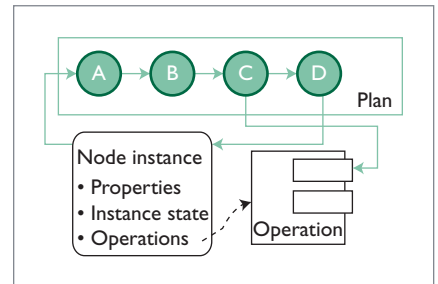 A B C D
Plan
Node instance
• Properties
• Instance state
• Operations
Operation